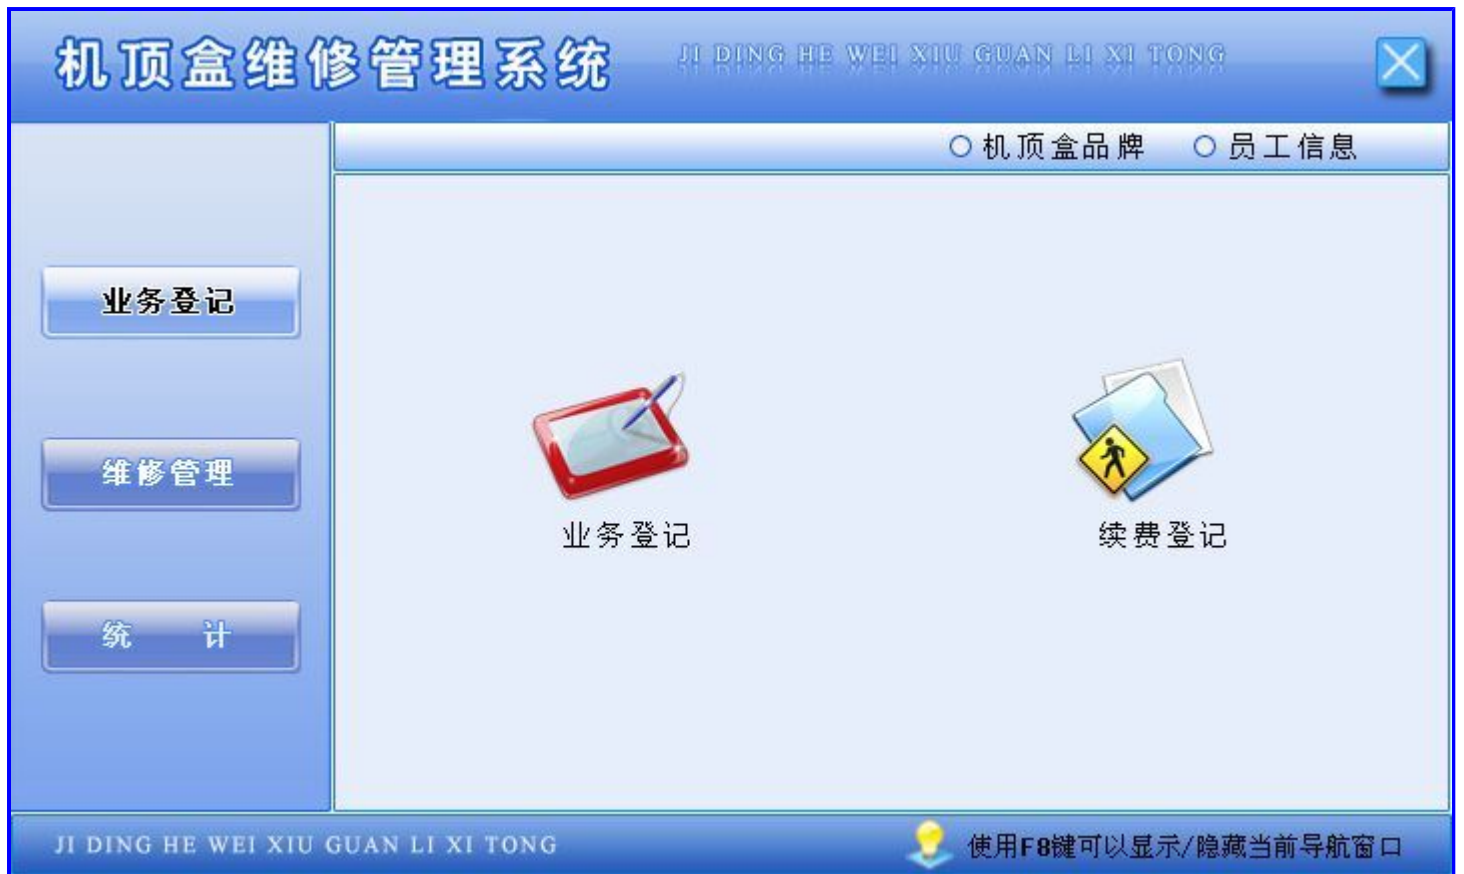 机顶盒维修管理系统 JI DING HE WEI XIU GUAN LI XI TONG
机顶盒品牌 员工信息
业务登记
维修管理
统 计
业务登记 续费登记
JI DING HE WEI XIU GUAN LI XI TONG 使用F8键可以显示/隐藏当前导航窗口